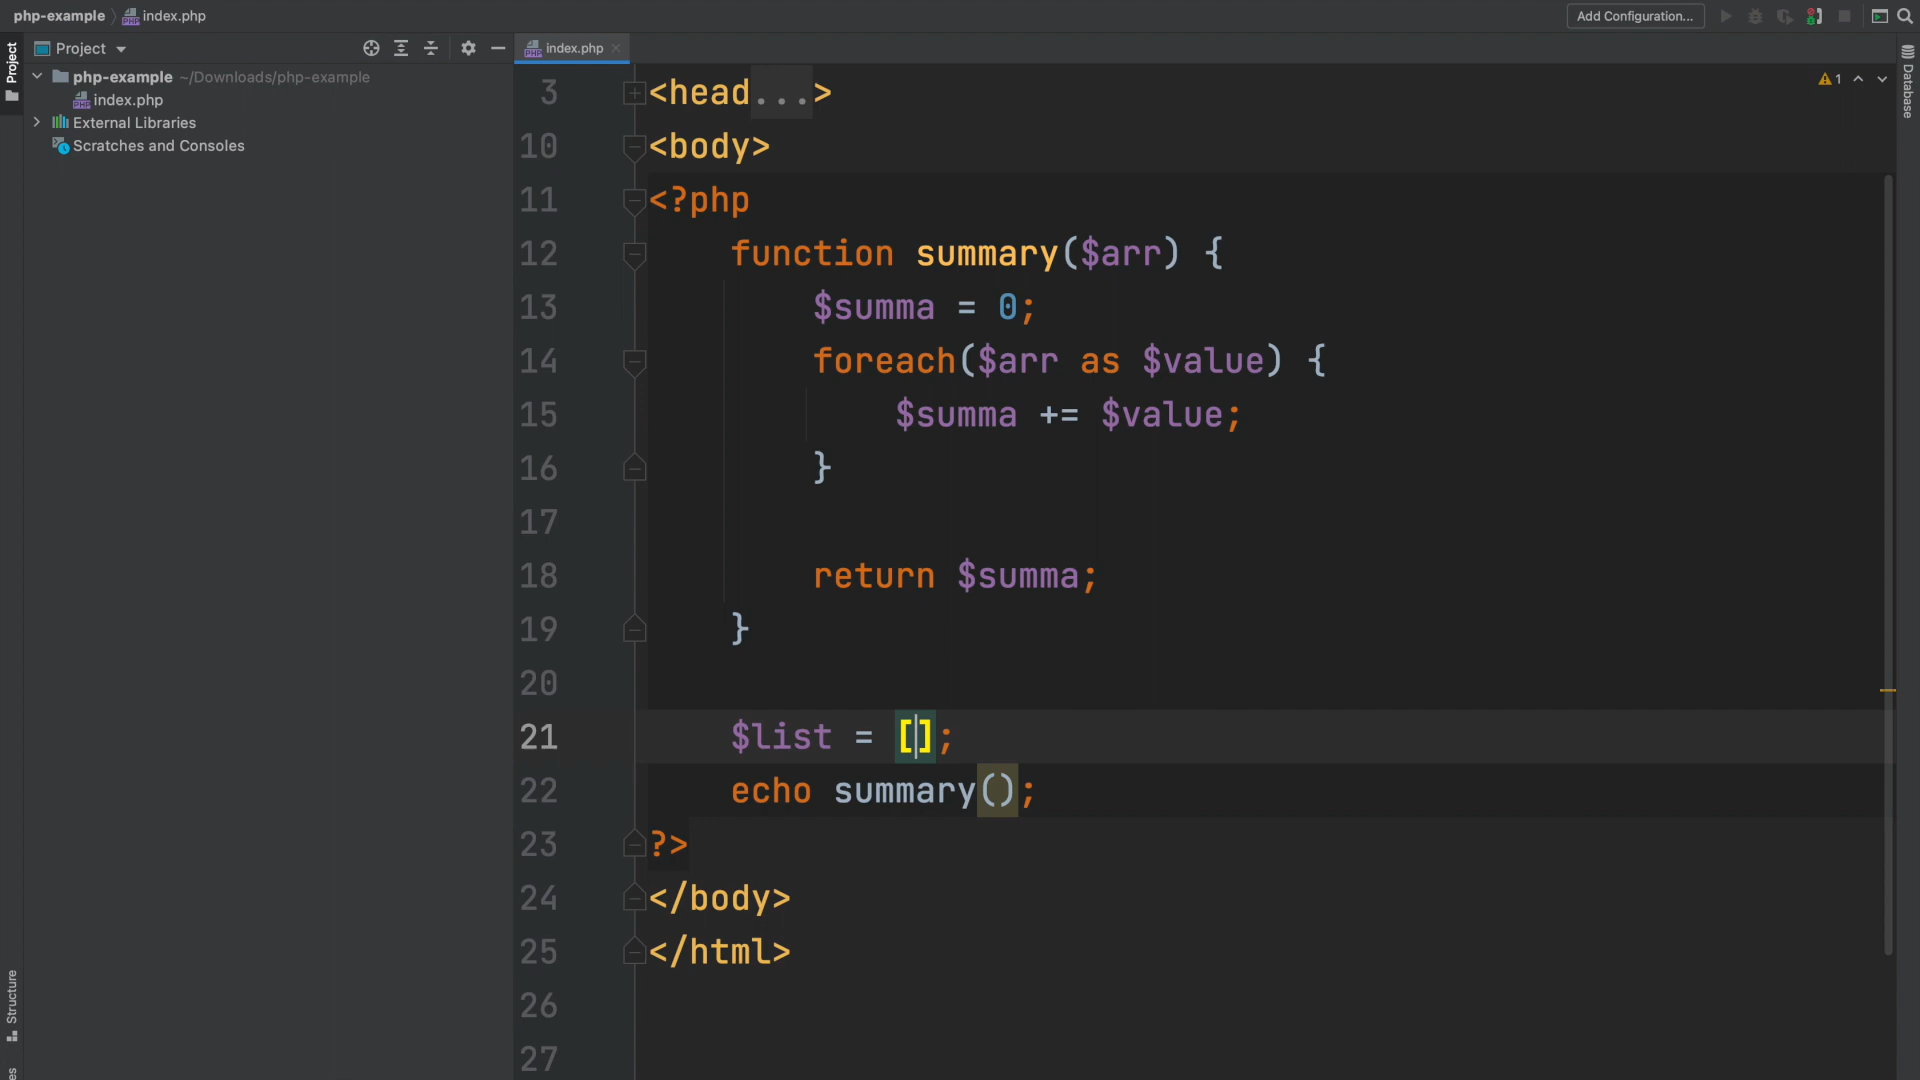 php-example index.php
Add Configuration...
Project
Project
index.php
php-example ~/Downloads/php-example
index.php
External Libraries
Scratches and Consoles
1
Database
Structure
3 <head...>
10 <body>
11 <?php
12 function summary($arr) {
13 $summa = 0;
14 foreach($arr as $value) {
15 $summa += $value;
16 }
17
18 return $summa;
19 }
20
21 $list = [];
22 echo summary();
23 ?>
24 </body>
25 </html>
26
27